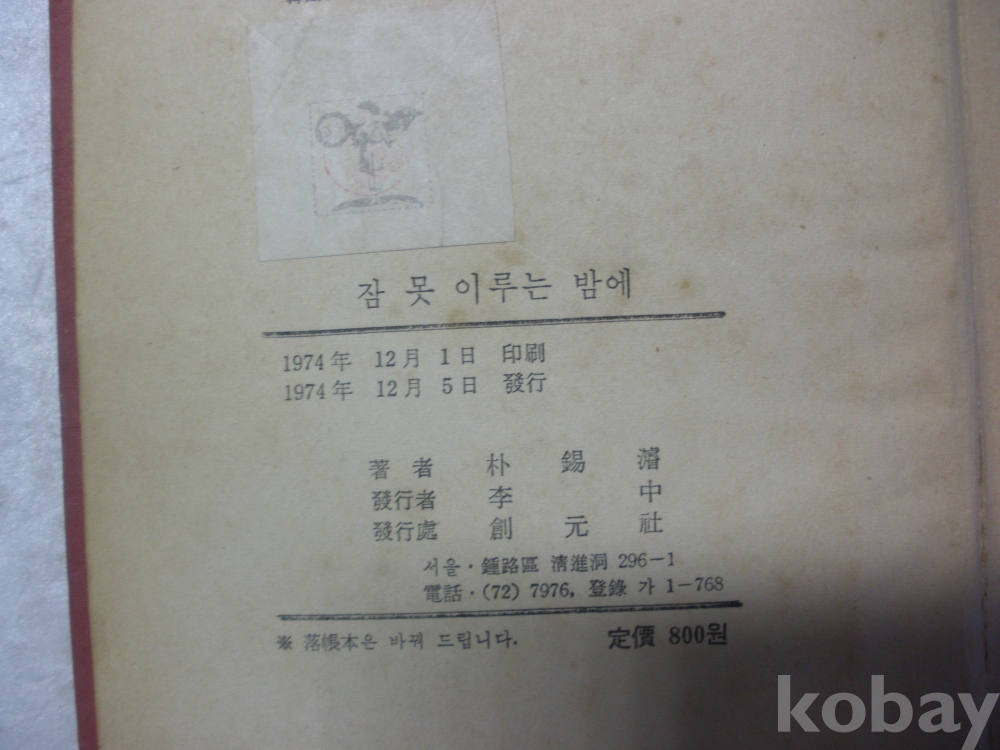 잠 못 이루는 밤에
1974年 12月 1日 印刷
1974年 12月 5日 發行
著者 朴錫濬
發行者 李中
發行處 創元社
서울·鍾路區 淸進洞 296-1
電話·(72) 7976, 登錄 가 1-768
※ 落帳本은 바꿔 드립니다. 定價 800원
kobay